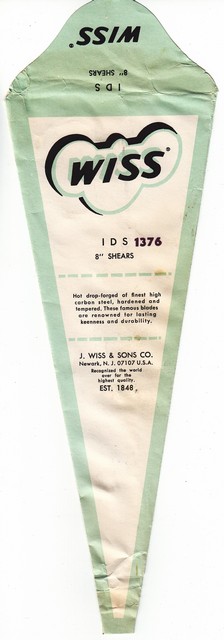 WISS®
8" SHEARS
I D S
WISS®
I D S 1376
8" SHEARS
Hot drop-forged of finest high
carbon steel, hardened and
tempered. These famous blades
are renowned for lasting
keenness and durability.
J. WISS & SONS CO.
Newark, N. J. 07107 U.S.A.
Recognized the world
over for the
highest quality.
EST. 1848